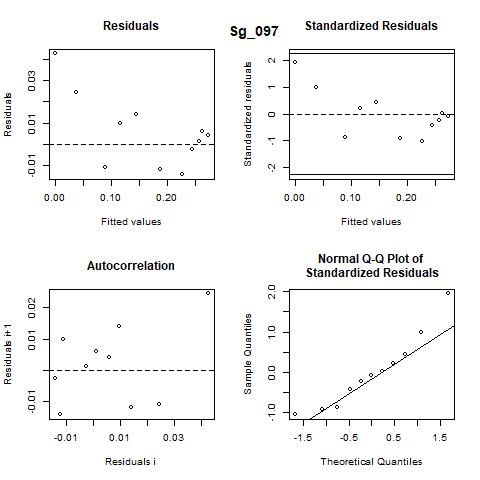 Sg_097
Residuals
Residuals
0.03
0.01
-0.01
0.00
0.10
0.20
Fitted values
Standardized Residuals
Standardized residuals
2
1
0
-1
-2
0.00
0.10
0.20
Fitted values
Autocorrelation
Residuals i+1
0.02
0.01
-0.01
-0.01
0.01
0.03
Residuals i
Normal Q-Q Plot of
Standardized Residuals
Sample Quantiles
2.0
1.0
0.0
-1.0
-1.5
-0.5
0.5
1.5
Theoretical Quantiles